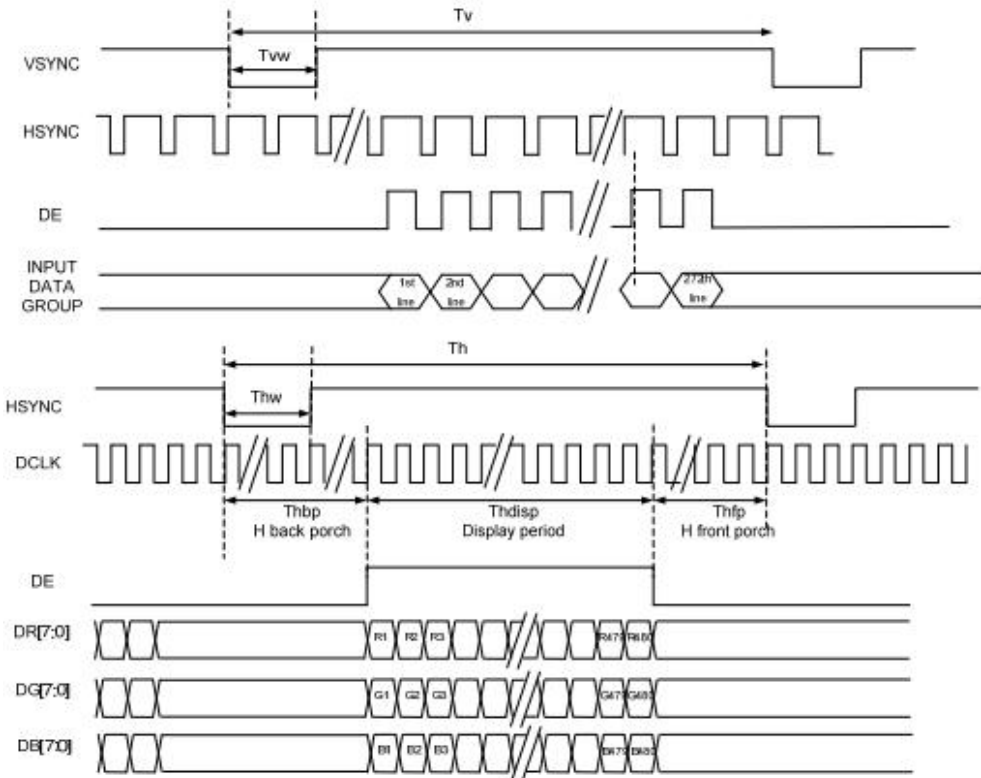 Tv
VSYNC
Tvw
HSYNC
DE
INPUT
DATA
GROUP
1st
line
2nd
line
272th
line
Th
HSYNC
Thw
DCLK
Thbp
H back porch
Thdisp
Display period
Thfp
H front porch
DE
DR[7:0]
R1 R2 R3 R479 R480
DG[7:0]
G1 G2 G3 G479 G480
DB[7:0]
B1 B2 B3 B479 B480